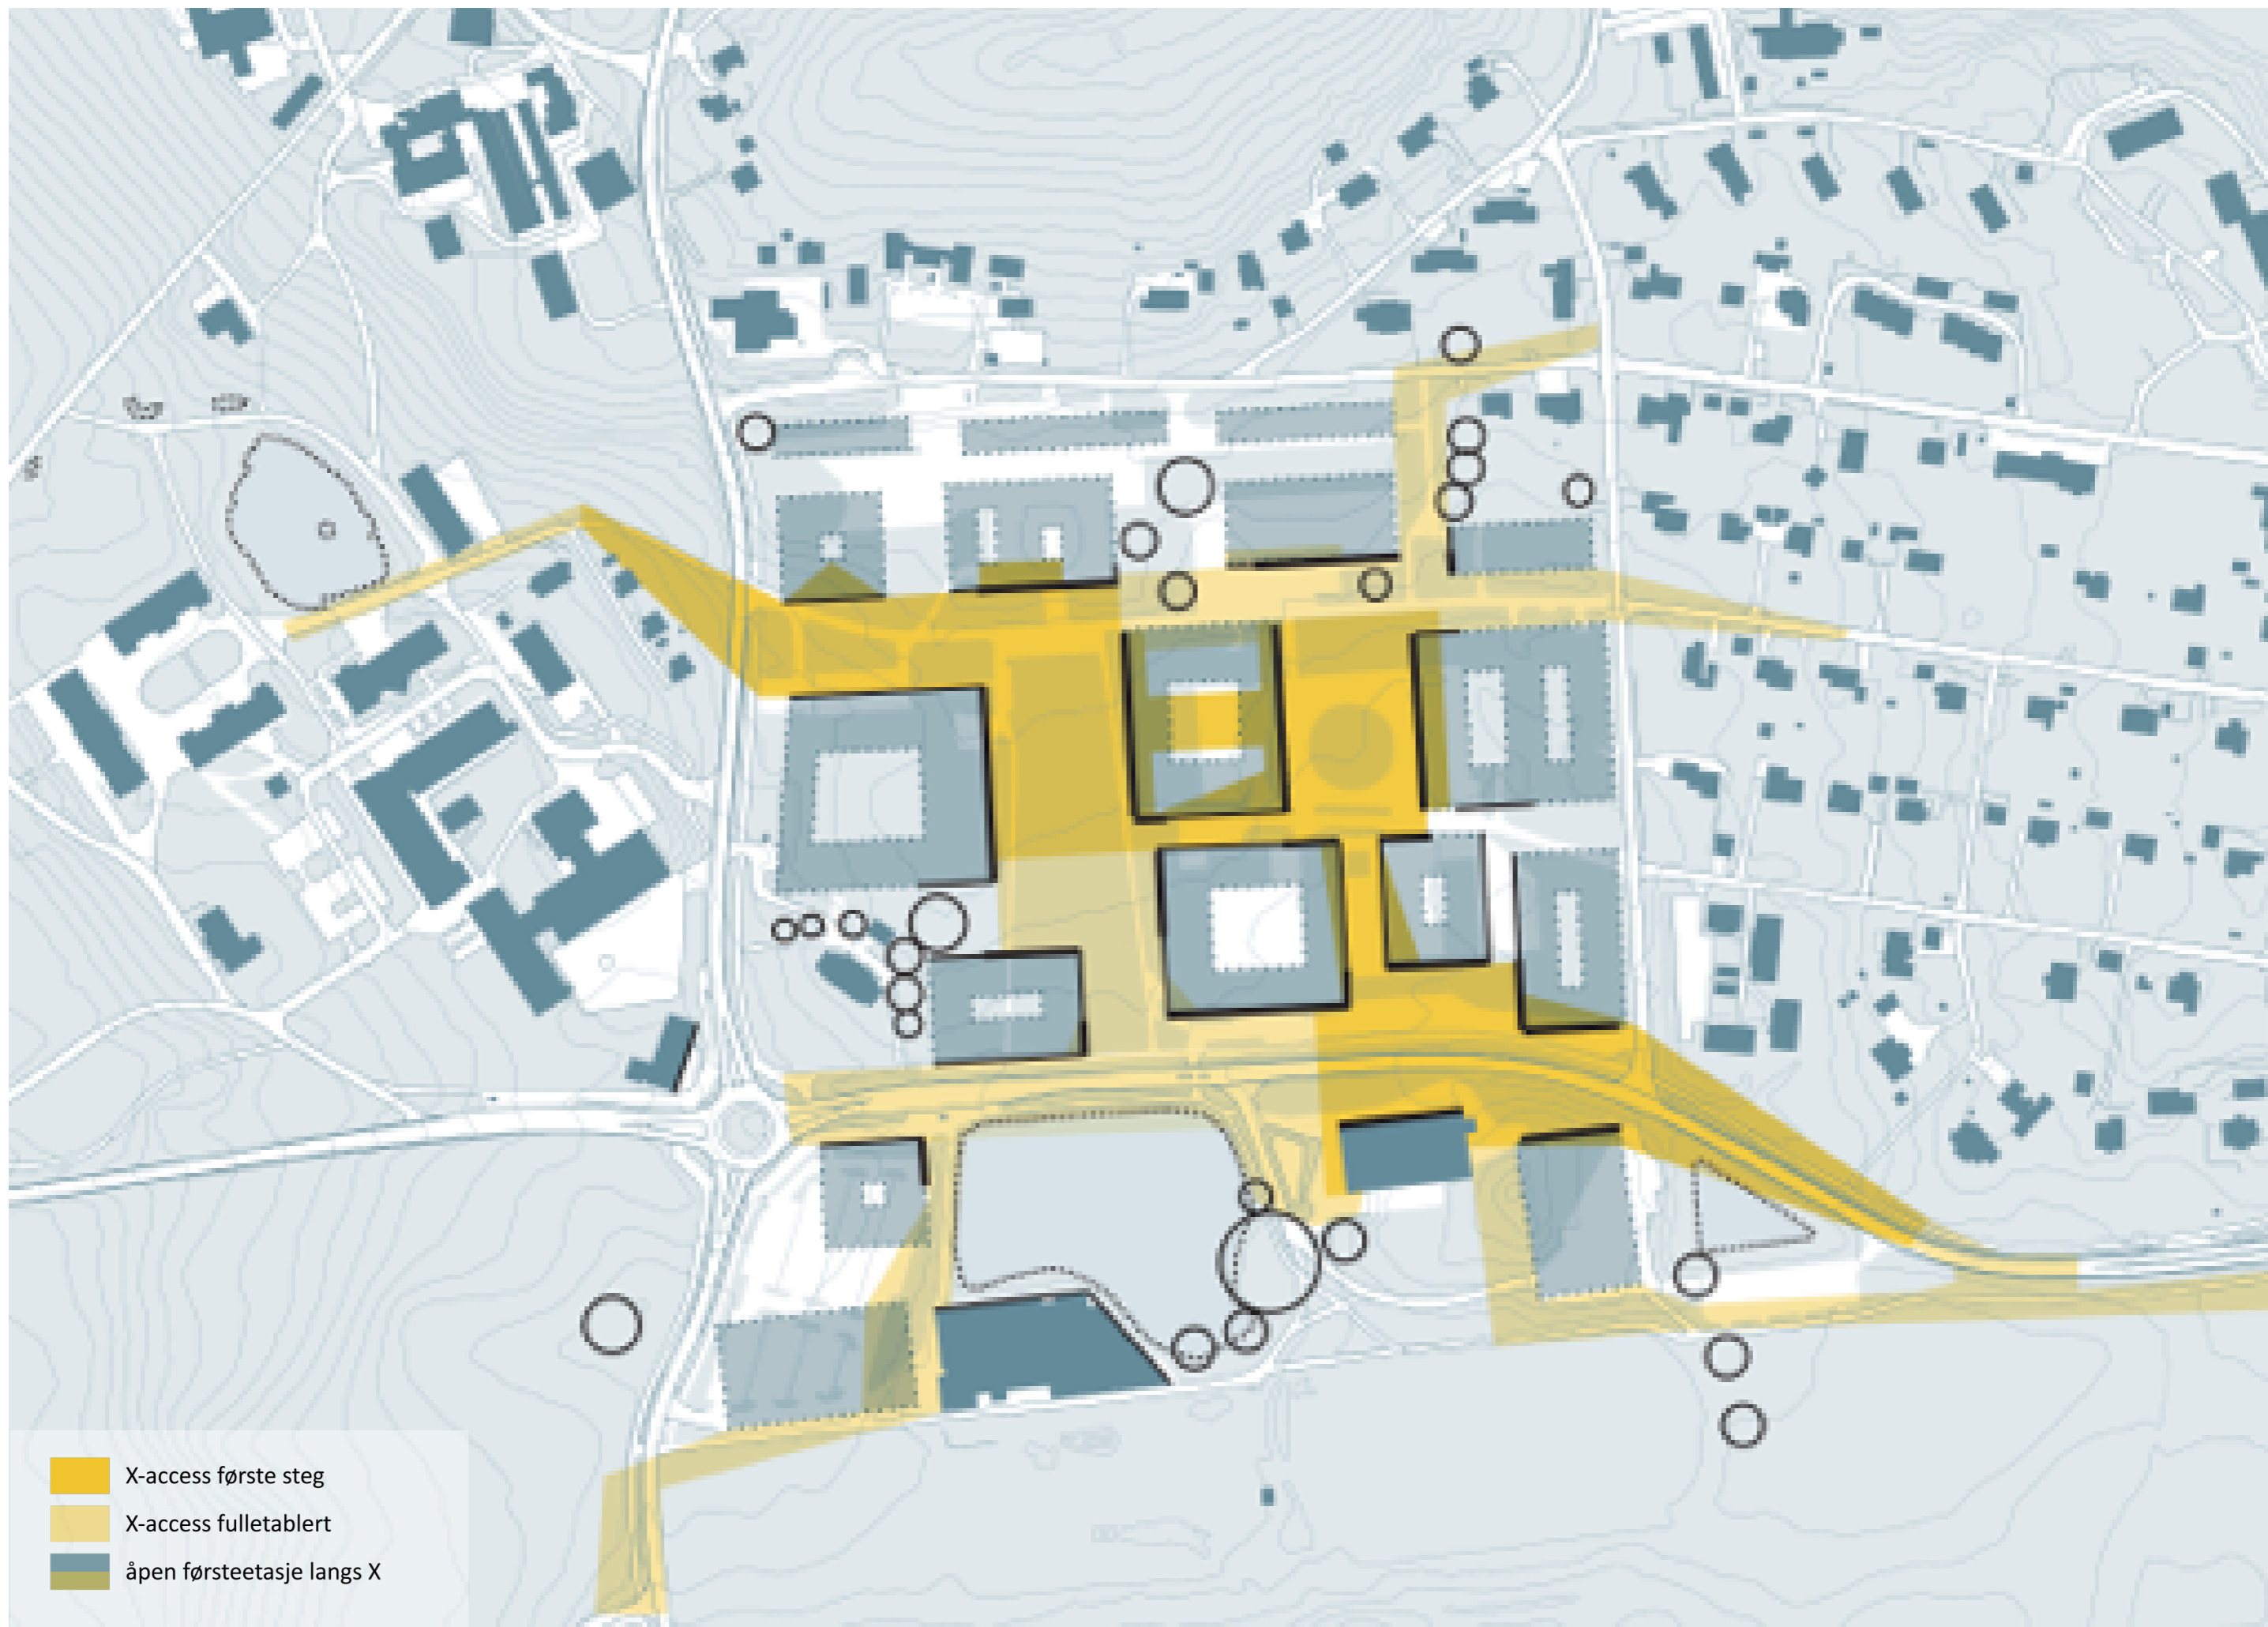 X-access første steg
X-access fulletablert
åpen førsteetasje langs X